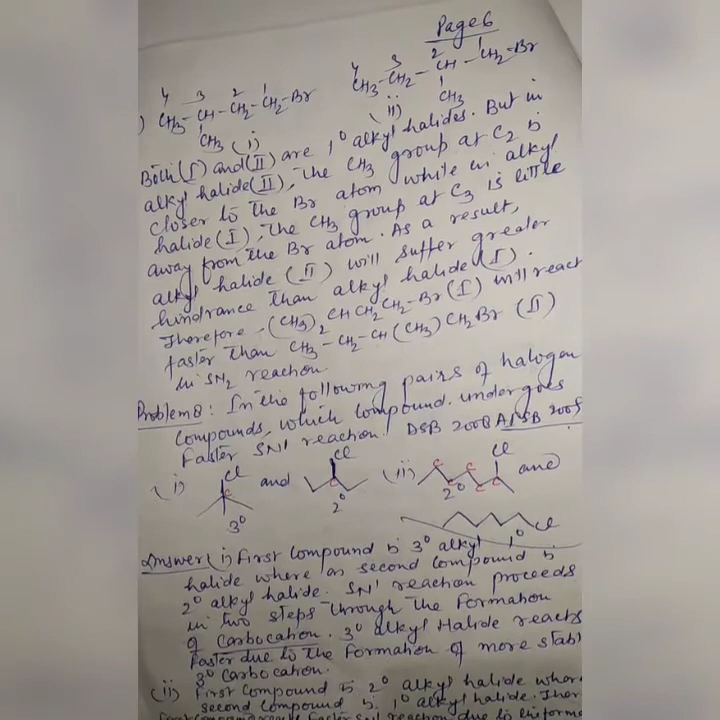 Page 6
4 3 2 1
CH3-CH-CH2-CH2-Br
CH3 (i)
4 3 2 1
CH3-CH2-CH-CH2-Br
CH3
(ii)
Both (I) and (II) are 1° alkyl halides. But in
alkyl halide (II), the CH3 group at C2 is
closer to the Br atom while in alkyl
halide (I), the CH3 group at C3 is little
away from the Br atom. As a result,
alkyl halide (II) will suffer greater
hindrance than alkyl halide (I).
Therefore, (CH3)2CHCH2CH2-Br (I) will react
faster than CH3-CH2-CH(CH3)CH2Br (II)
in SN2 reaction
Problem 8: In the following pairs of halogen
compounds, which compound undergoes
Faster SN1 reaction? DSB 2008 AISB 2005
(i) Cl C 3° and Cl C 2° (ii) C C C C Cl 2° and
Cl 1°
Answer (i) First Compound is 3° alkyl
halide where as second compound is
2° alkyl halide. SN1 reaction proceeds
in two steps through the Formation
of Carbocation. 3° alkyl Halide reacts
Faster due to the Formation of more stabl
3° Carbocation.
(ii) First Compound is 2° alkyl halide wher
second compound is 1° alkyl halide. Ther
Faster SN1 reaction due to the forma